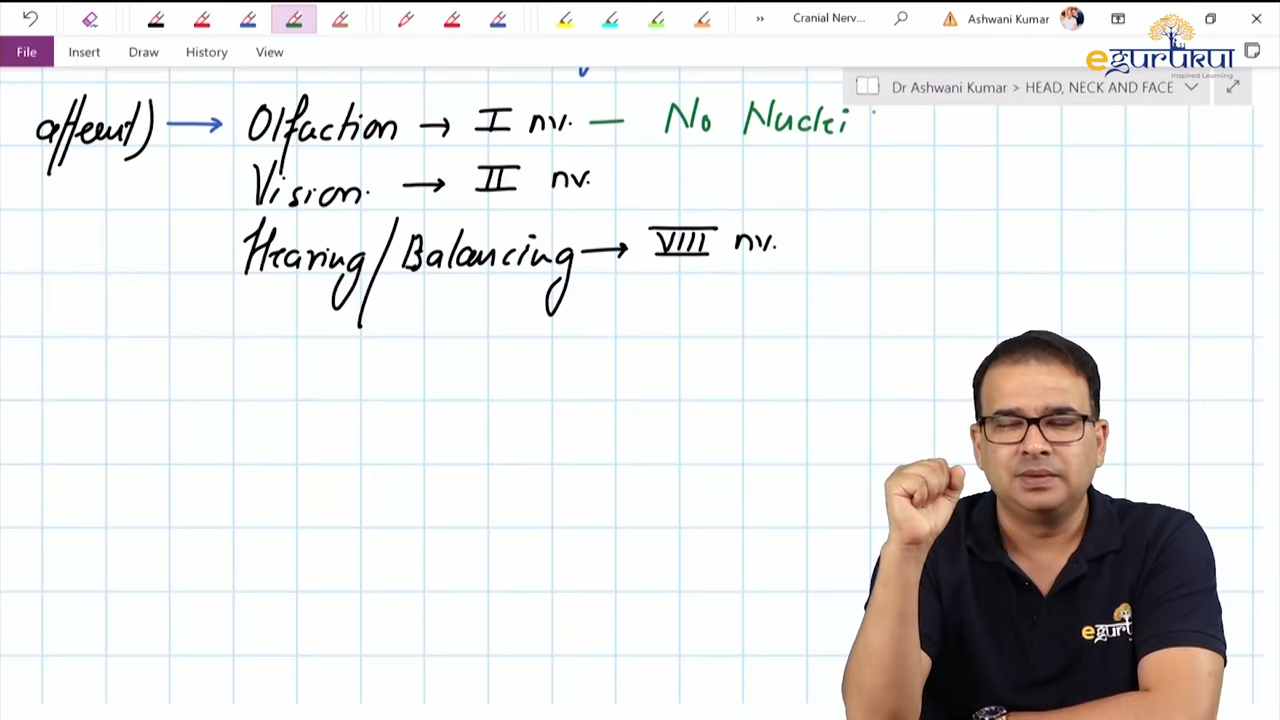 Cranial Nerv...
Ashwani Kumar
File Insert Draw History View
egurukul
Inspired Learning
Dr Ashwani Kumar > HEAD, NECK AND FACE
afferent) → Olfaction → I nv. — No Nuclei
Vision. → II nv.
Hearing/Balancing → VIII nv.
eguru